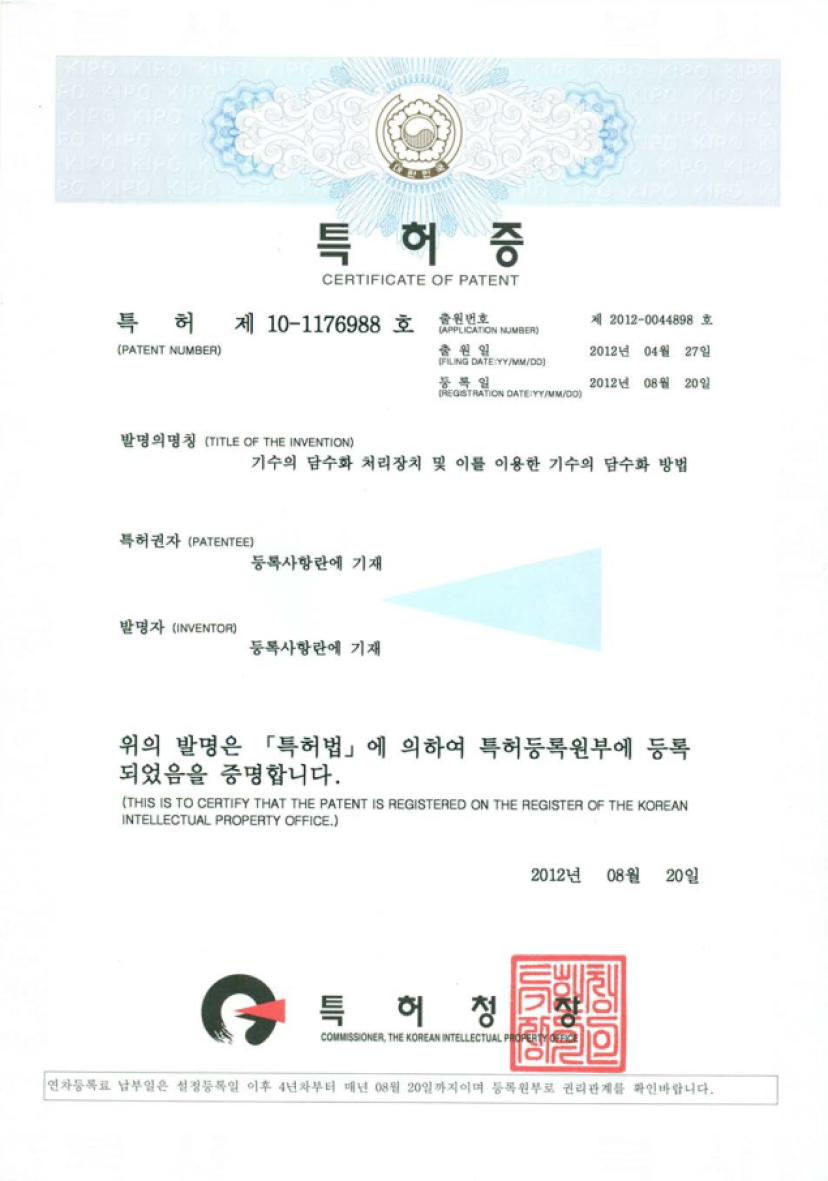 KIPO KIPO KIPO KIPO KIPO
대한민국
특 허 증
CERTIFICATE OF PATENT
특 허 제 10-1176988 호
(PATENT NUMBER)
출원번호 제 2012-0044898 호
(APPLICATION NUMBER)
출 원 일 2012년 04월 27일
(FILING DATE:YY/MM/DD)
등 록 일 2012년 08월 20일
(REGISTRATION DATE:YY/MM/DD)
발명의명칭 (TITLE OF THE INVENTION)
기수의 담수화 처리장치 및 이를 이용한 기수의 담수화 방법
특허권자 (PATENTEE)
등록사항란에 기재
발명자 (INVENTOR)
등록사항란에 기재
위의 발명은 「특허법」에 의하여 특허등록원부에 등록
되었음을 증명합니다.
(THIS IS TO CERTIFY THAT THE PATENT IS REGISTERED ON THE REGISTER OF THE KOREAN
INTELLECTUAL PROPERTY OFFICE.)
2012년 08월 20일
특 허 청 장
COMMISSIONER, THE KOREAN INTELLECTUAL PROPERTY OFFICE
연차등록료 납부일은 설정등록일 이후 4년차부터 매년 08월 20일까지이며 등록원부로 권리관계를 확인바랍니다.